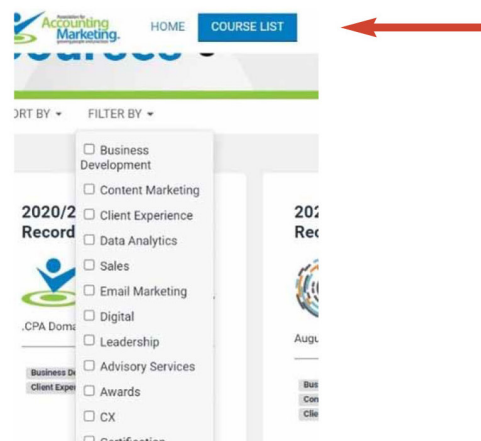 Association for
Accounting
Marketing.
HOME
COURSE LIST
ORT BY
FILTER BY
Business
Development
Content Marketing
Client Experience
Data Analytics
Sales
Email Marketing
Digital
Leadership
Advisory Services
Awards
CX
Certification
2020/2
Record
.CPA Doma
Business De
Client Exper
202
Rec
Augu
Bus
Con
Clie